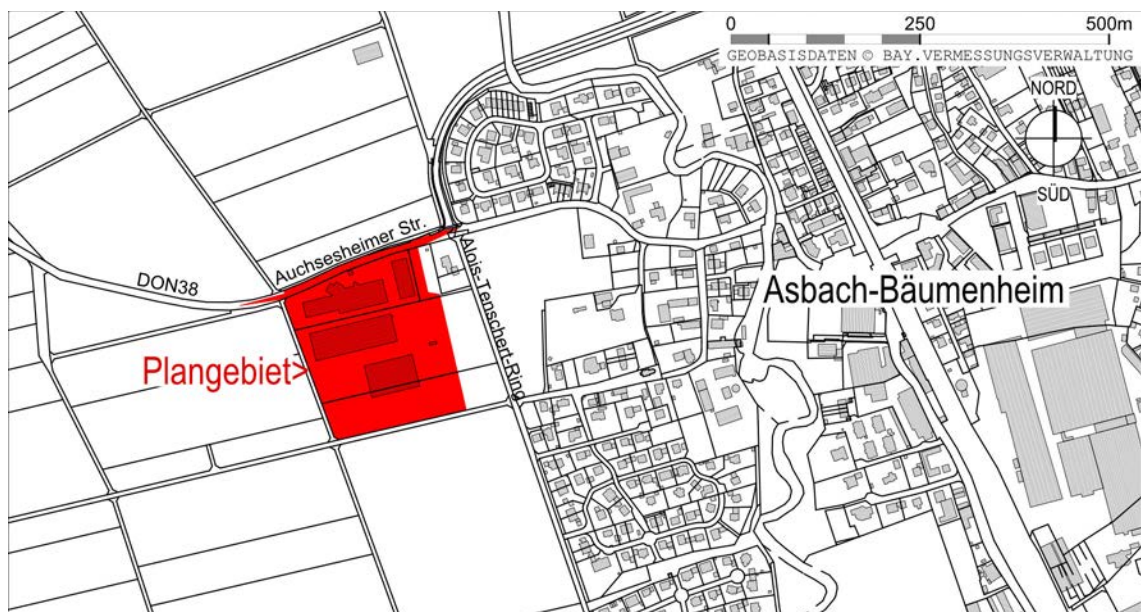 0 250 500m
GEOBASISDATEN © BAY.VERMESSUNGSVERWALTUNG
NORD
SÜD
Auchsesheimer Str.
DON38
Alois-Tenschert-Ring
Asbach-Bäumenheim
Plangebiet>